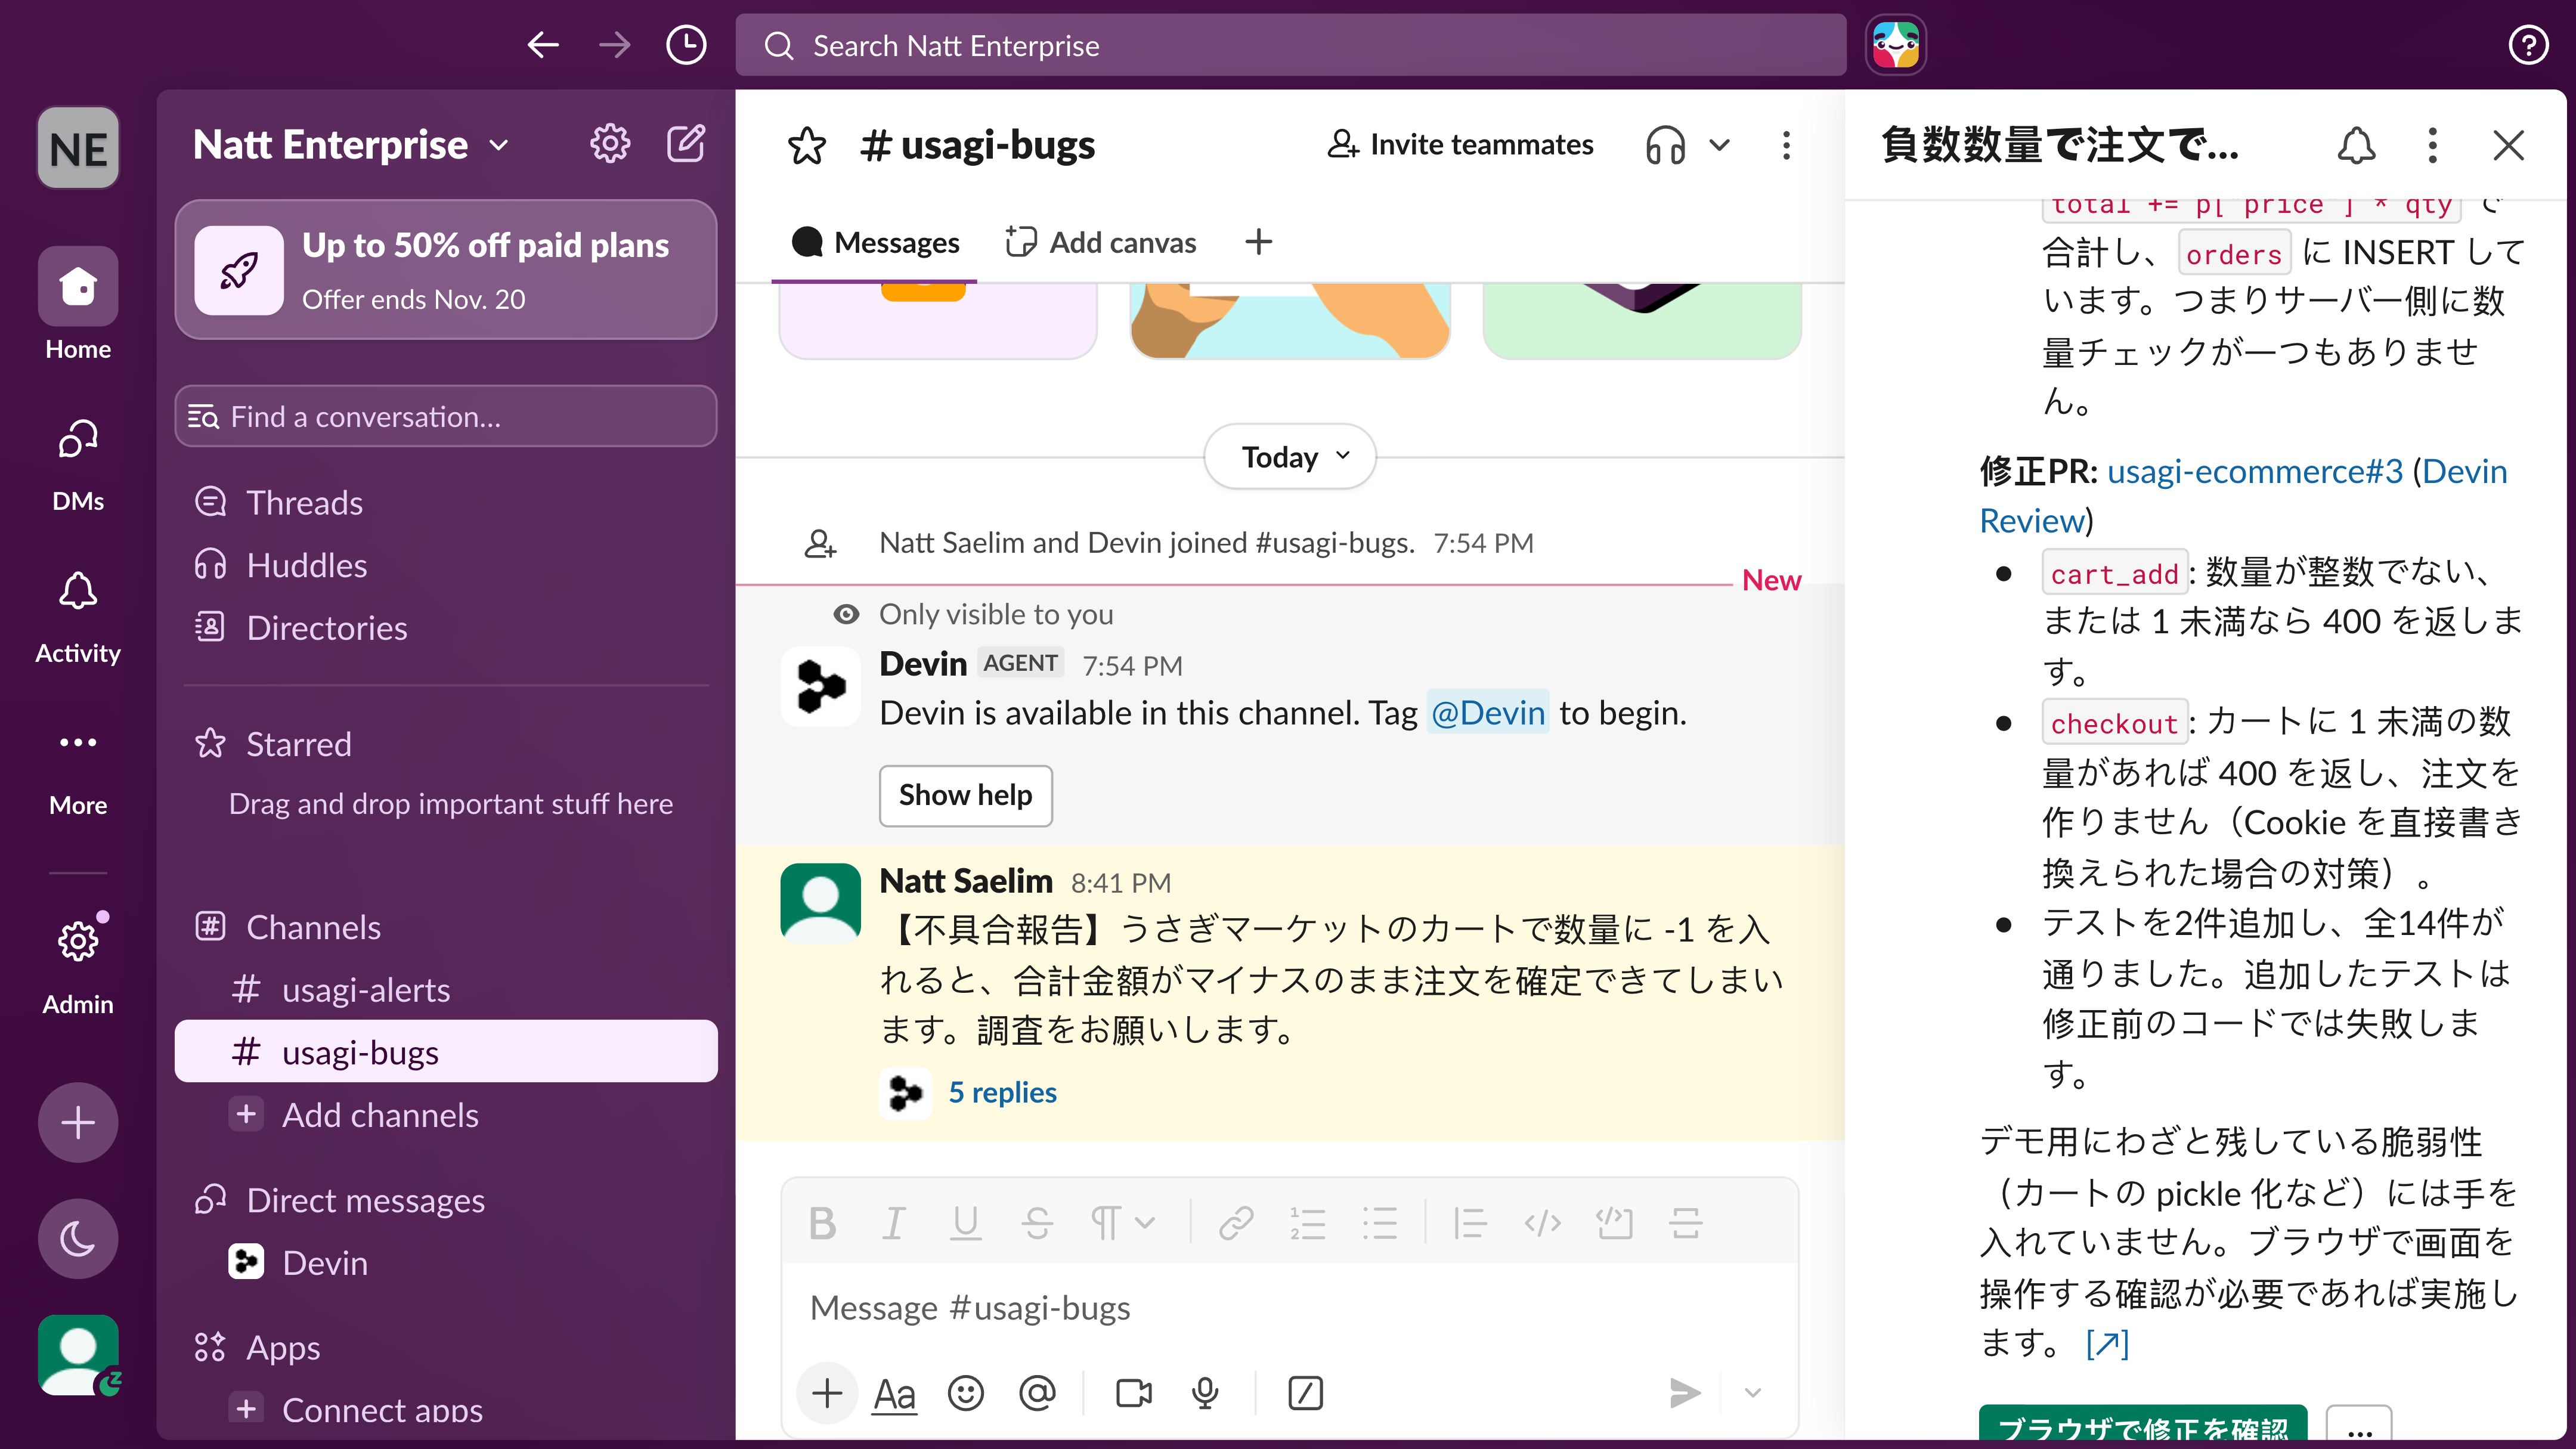 Search Natt Enterprise
NE
Home
DMs
Activity
More
Admin
Natt Enterprise
Up to 50% off paid plans
Offer ends Nov. 20
Find a conversation...
Threads
Huddles
Directories
Starred
Drag and drop important stuff here
Channels
# usagi-alerts
# usagi-bugs
Add channels
Direct messages
Devin
Apps
Connect apps
# usagi-bugs
Invite teammates
Messages
Add canvas
Today
Natt Saelim and Devin joined #usagi-bugs. 7:54 PM
New
Only visible to you
Devin AGENT 7:54 PM
Devin is available in this channel. Tag @Devin to begin.
Show help
Natt Saelim 8:41 PM
【不具合報告】うさぎマーケットのカートで数量に -1 を入
れると、合計金額がマイナスのまま注文を確定できてしまい
ます。調査をお願いします。
5 replies
Message #usagi-bugs
Aa
負数数量で注文で...
total += p[ price ] * qty で
合計し、 orders に INSERT して
います。つまりサーバー側に数
量チェックが一つもありませ
ん。
修正PR: usagi-ecommerce#3 (Devin
Review)
● cart_add: 数量が整数でない、
または 1 未満なら 400 を返しま
す。
● checkout: カートに 1 未満の数
量があれば 400 を返し、注文を
作りません（Cookie を直接書き
換えられた場合の対策）。
● テストを2件追加し、全14件が
通りました。追加したテストは
修正前のコードでは失敗しま
す。
デモ用にわざと残している脆弱性
（カートの pickle 化など）には手を
入れていません。ブラウザで画面を
操作する確認が必要であれば実施し
ます。 [↗]
ブラウザで修正を確認
...